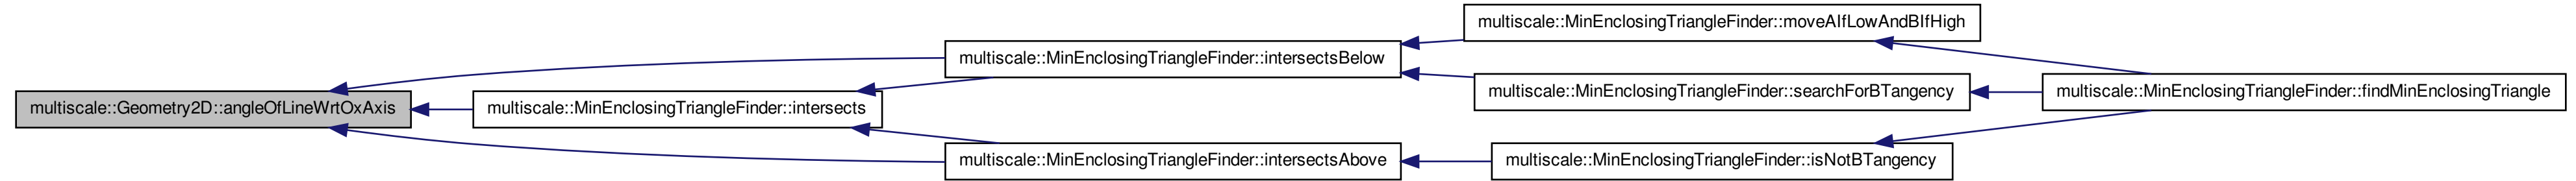 multiscale::MinEnclosingTriangleFinder::moveAIfLowAndBIfHigh
multiscale::MinEnclosingTriangleFinder::intersectsBelow
multiscale::MinEnclosingTriangleFinder::searchForBTangency
multiscale::MinEnclosingTriangleFinder::findMinEnclosingTriangle
multiscale::Geometry2D::angleOfLineWrtOxAxis
multiscale::MinEnclosingTriangleFinder::intersects
multiscale::MinEnclosingTriangleFinder::intersectsAbove
multiscale::MinEnclosingTriangleFinder::isNotBTangency